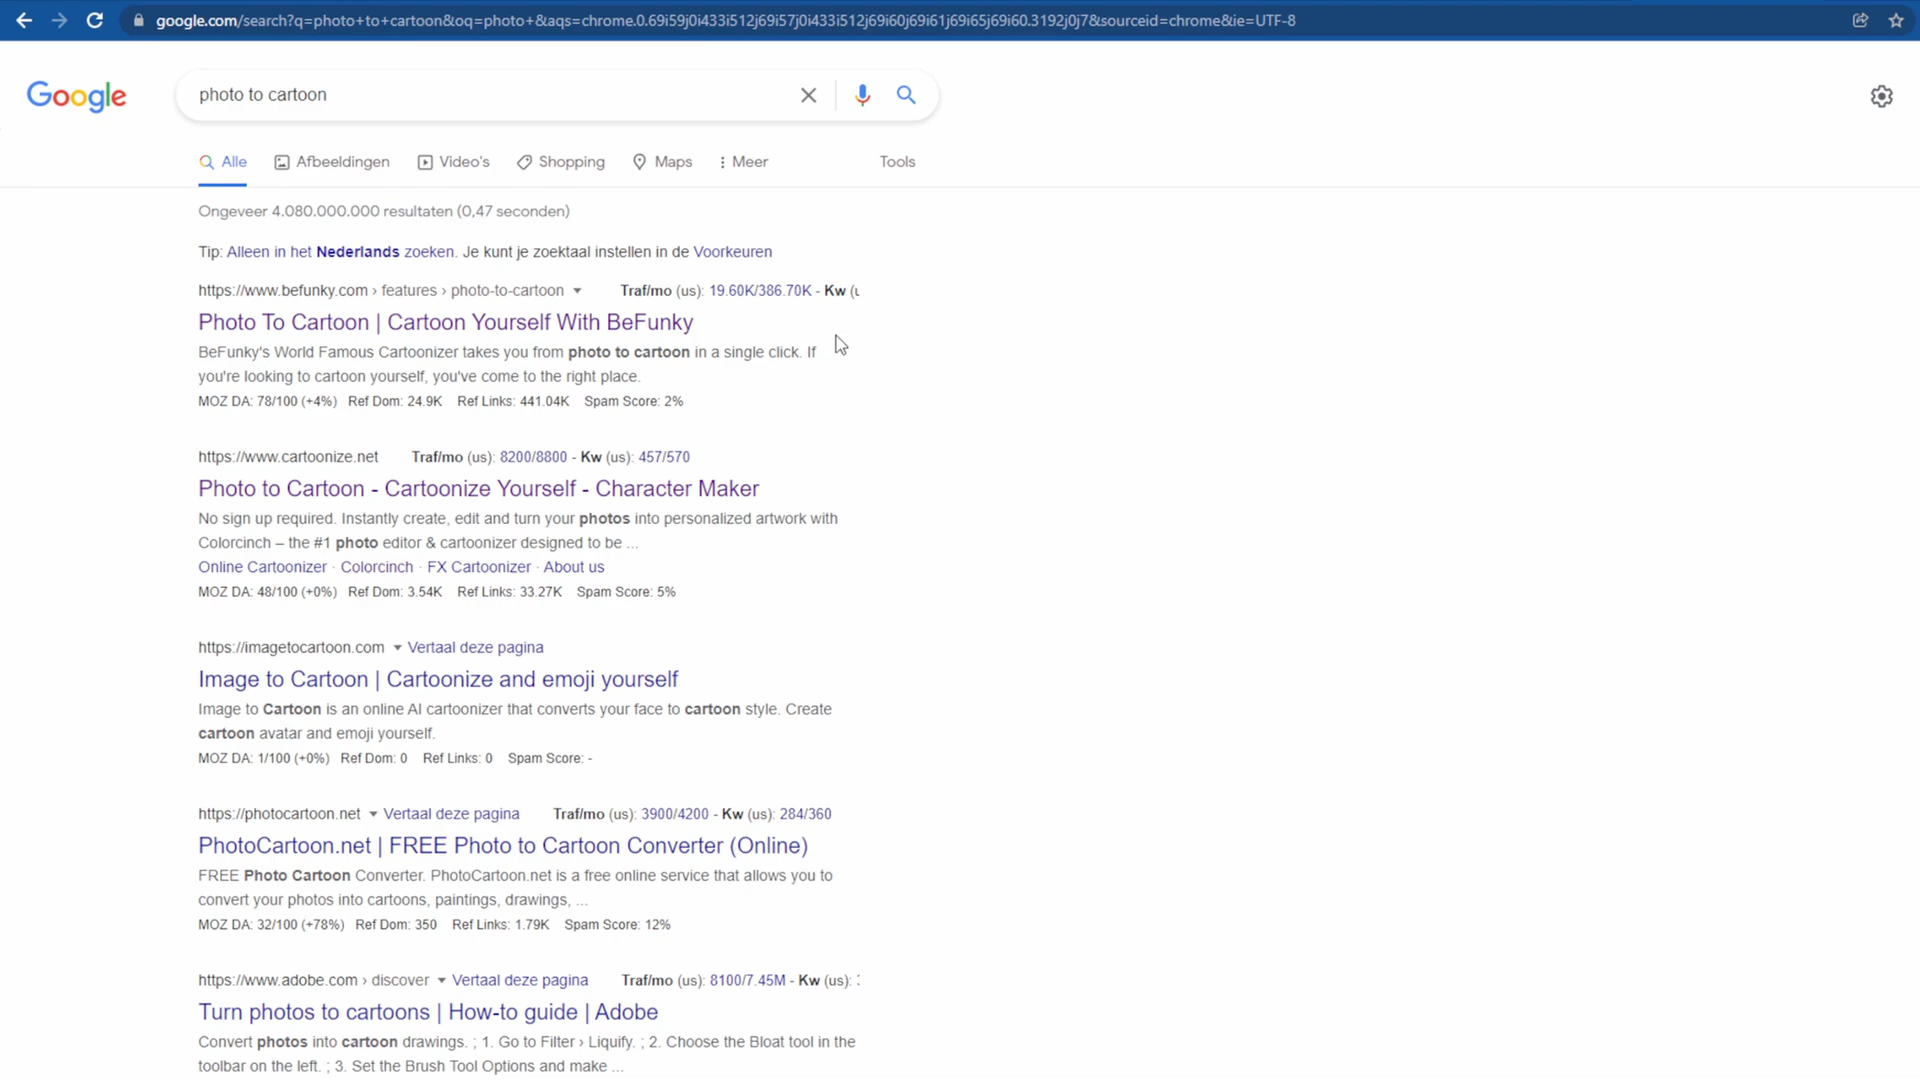 google.com/search?q=photo+to+cartoon&oq=photo+&aqs=chrome.0.69i59j0i433i512j69i57j0i433i512j69i60j69i61j69i65j69i60.3192j0j7&sourceid=chrome&ie=UTF-8
Google
photo to cartoon
Alle Afbeeldingen Video's Shopping Maps Meer Tools
Ongeveer 4.080.000.000 resultaten (0,47 seconden)
Tip: Alleen in het Nederlands zoeken. Je kunt je zoektaal instellen in de Voorkeuren
https://www.befunky.com › features › photo-to-cartoon Traf/mo (us): 19.60K/386.70K - Kw
Photo To Cartoon | Cartoon Yourself With BeFunky
BeFunky's World Famous Cartoonizer takes you from photo to cartoon in a single click. If
you're looking to cartoon yourself, you've come to the right place.
MOZ DA: 78/100 (+4%) Ref Dom: 24.9K Ref Links: 441.04K Spam Score: 2%
https://www.cartoonize.net Traf/mo (us): 8200/8800 - Kw (us): 457/570
Photo to Cartoon - Cartoonize Yourself - Character Maker
No sign up required. Instantly create, edit and turn your photos into personalized artwork with
Colorcinch – the #1 photo editor & cartoonizer designed to be ...
Online Cartoonizer · Colorcinch · FX Cartoonizer · About us
MOZ DA: 48/100 (+0%) Ref Dom: 3.54K Ref Links: 33.27K Spam Score: 5%
https://imagetocartoon.com Vertaal deze pagina
Image to Cartoon | Cartoonize and emoji yourself
Image to Cartoon is an online AI cartoonizer that converts your face to cartoon style. Create
cartoon avatar and emoji yourself.
MOZ DA: 1/100 (+0%) Ref Dom: 0 Ref Links: 0 Spam Score: -
https://photocartoon.net Vertaal deze pagina Traf/mo (us): 3900/4200 - Kw (us): 284/360
PhotoCartoon.net | FREE Photo to Cartoon Converter (Online)
FREE Photo Cartoon Converter. PhotoCartoon.net is a free online service that allows you to
convert your photos into cartoons, paintings, drawings, ...
MOZ DA: 32/100 (+78%) Ref Dom: 350 Ref Links: 1.79K Spam Score: 12%
https://www.adobe.com › discover Vertaal deze pagina Traf/mo (us): 8100/7.45M - Kw (us):
Turn photos to cartoons | How-to guide | Adobe
Convert photos into cartoon drawings. ; 1. Go to Filter › Liquify. ; 2. Choose the Bloat tool in the
toolbar on the left. ; 3. Set the Brush Tool Options and make ...